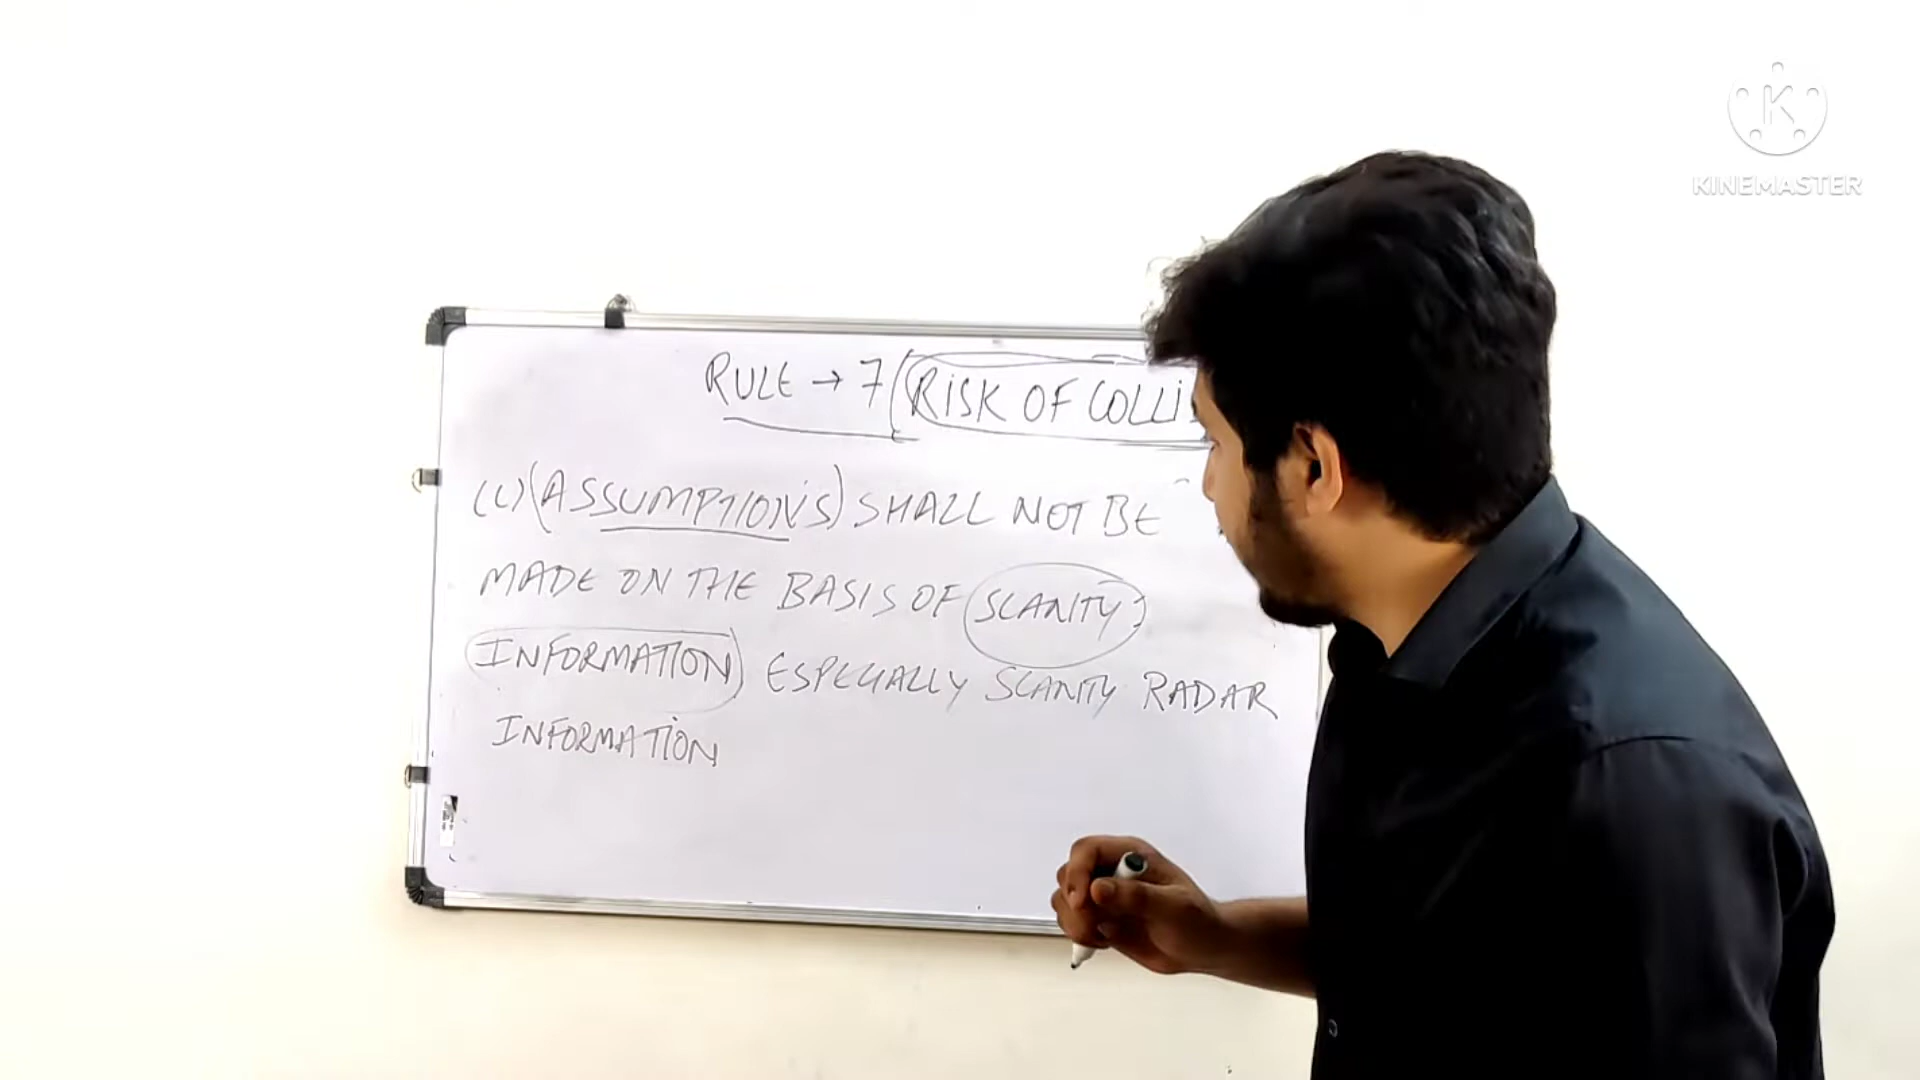 KINEMASTER
RULE → 7 (RISK OF COLLI
(C) (ASSUMPTIONS) SHALL NOT BE
MADE ON THE BASIS OF (SCANTY)
(INFORMATION) ESPECIALLY SCANTY RADAR
INFORMATION